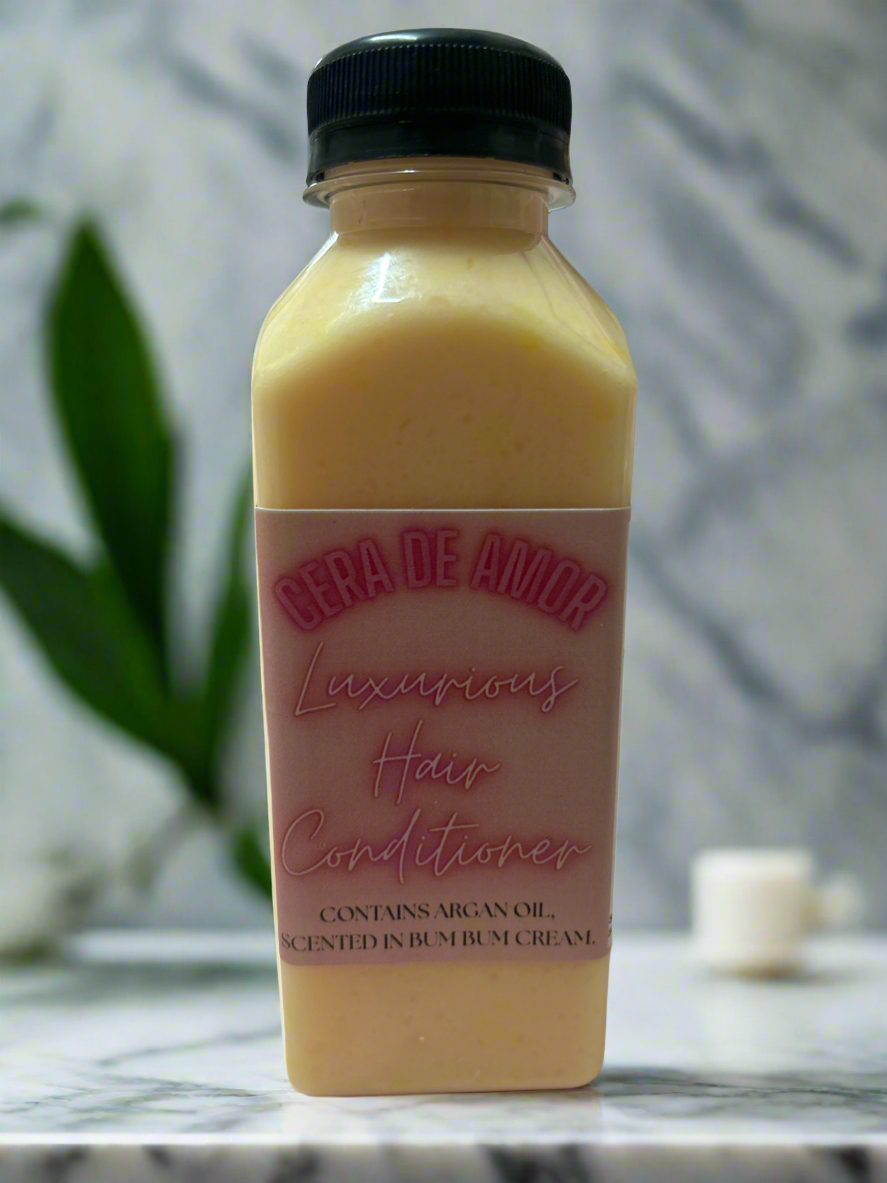 CERA DE AMOR
Luxurious
Hair
Conditioner
CONTAINS ARGAN OIL,
SCENTED IN BUM BUM CREAM.